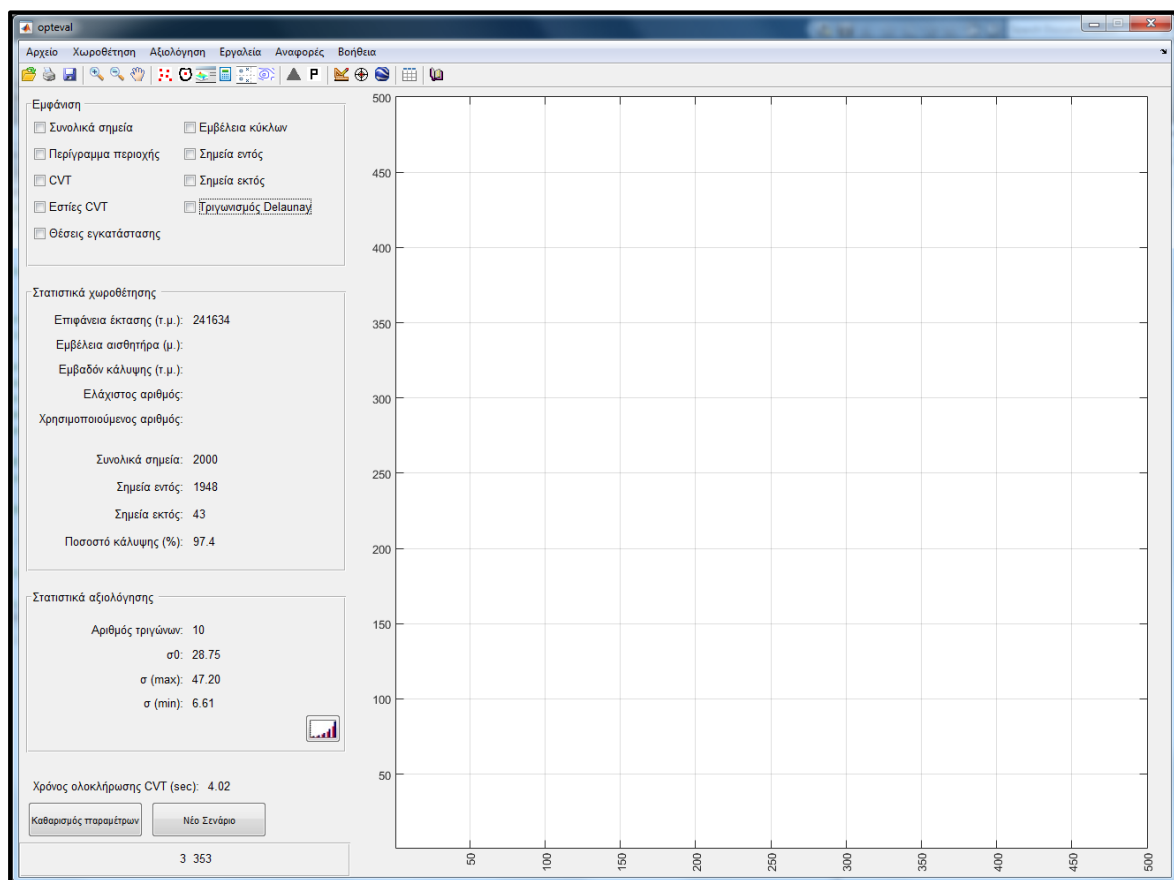 opteval
Αρχείο Χωροθέτηση Αξιολόγηση Εργαλεία Αναφορές Βοήθεια
P
Εμφάνιση
Συνολικά σημεία
Εμβέλεια κύκλων
Περίγραμμα περιοχής
Σημεία εντός
CVT
Σημεία εκτός
Εστίες CVT
Τριγωνισμός Delaunay
Θέσεις εγκατάστασης
Στατιστικά χωροθέτησης
Επιφάνεια έκτασης (τ.μ.): 241634
Εμβέλεια αισθητήρα (μ.):
Εμβαδόν κάλυψης (τ.μ.):
Ελάχιστος αριθμός:
Χρησιμοποιούμενος αριθμός:
Συνολικά σημεία: 2000
Σημεία εντός: 1948
Σημεία εκτός: 43
Ποσοστό κάλυψης (%): 97.4
Στατιστικά αξιολόγησης
Αριθμός τριγώνων: 10
σ0: 28.75
σ (max): 47.20
σ (min): 6.61
Χρόνος ολοκλήρωσης CVT (sec): 4.02
Καθαρισμός παραμέτρων
Νέο Σενάριο
3 353
500
450
400
350
300
250
200
150
100
50
50 100 150 200 250 300 350 400 450 500